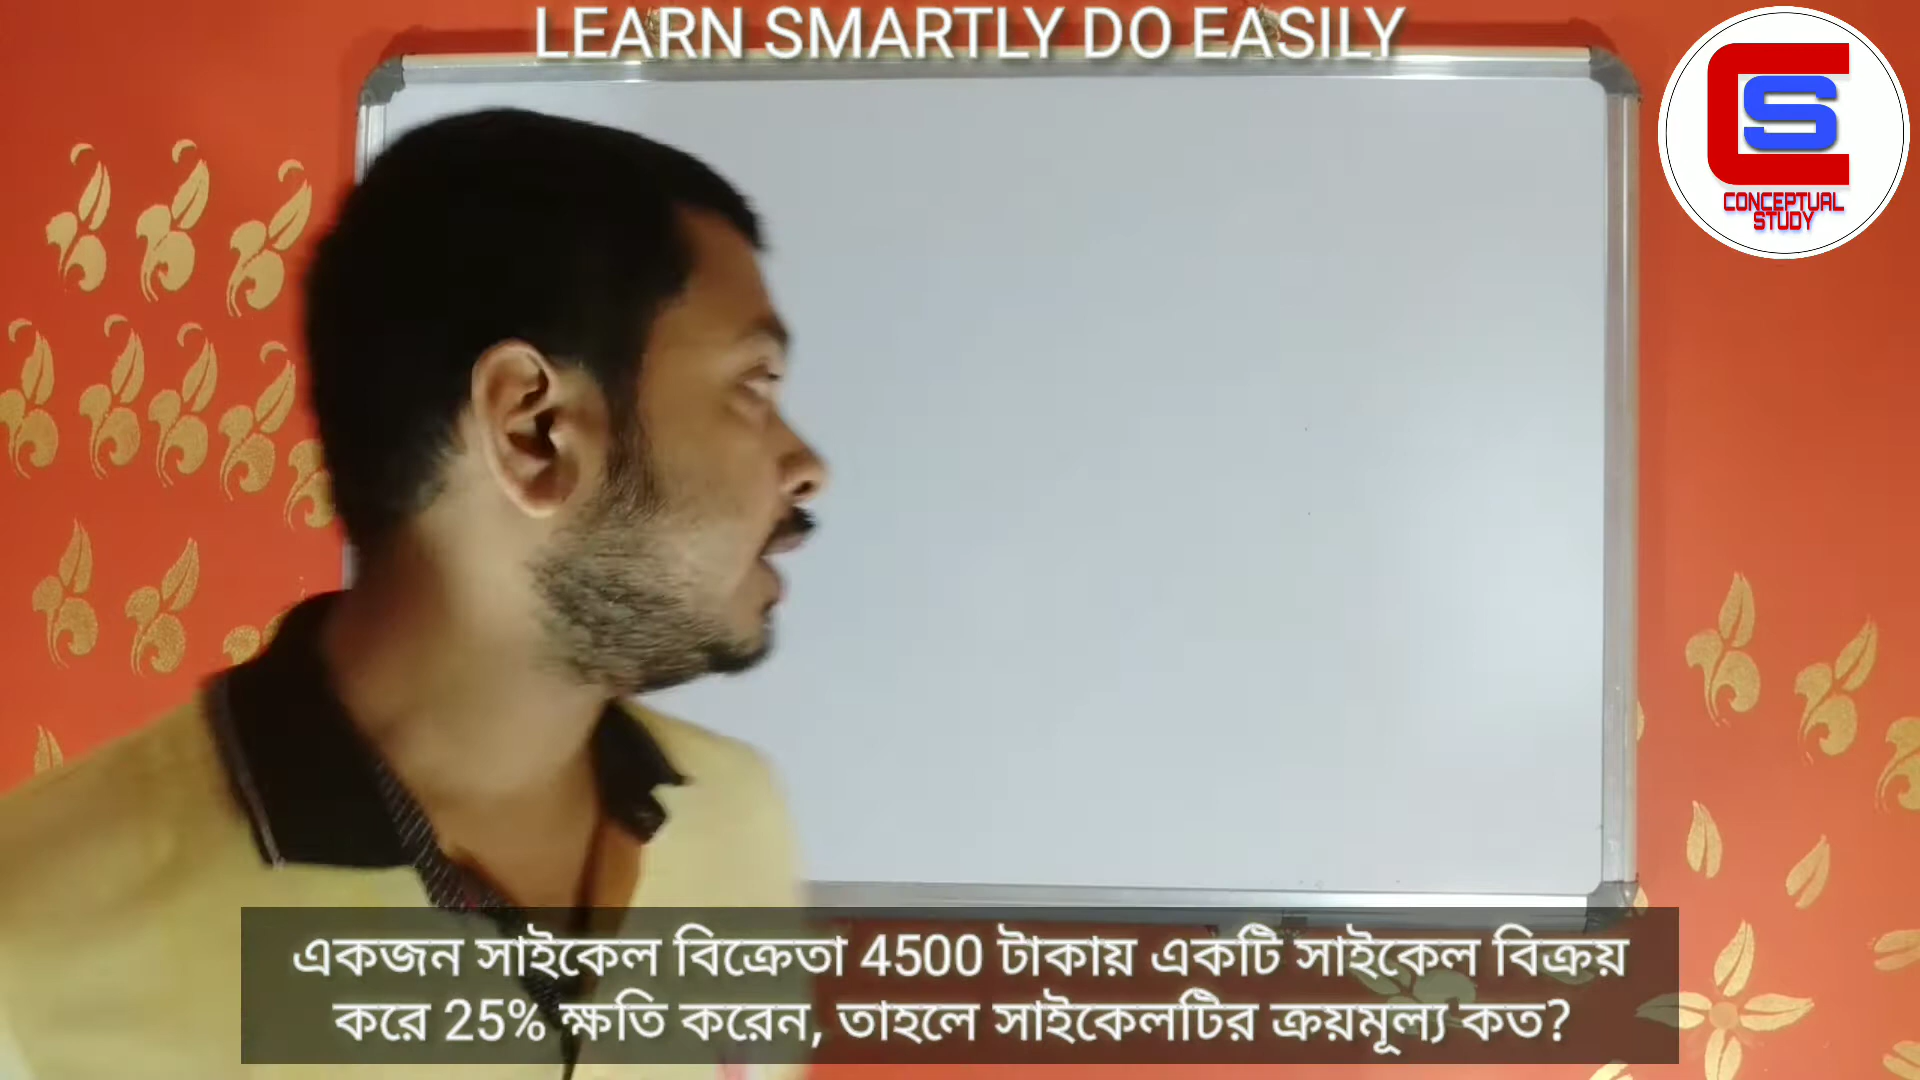 LEARN SMARTLY DO EASILY
CS
CONCEPTUAL
STUDY
একজন সাইকেল বিক্রেতা 4500 টাকায় একটি সাইকেল বিক্রয়
করে 25% ক্ষতি করেন, তাহলে সাইকেলটির ক্রয়মূল্য কত?